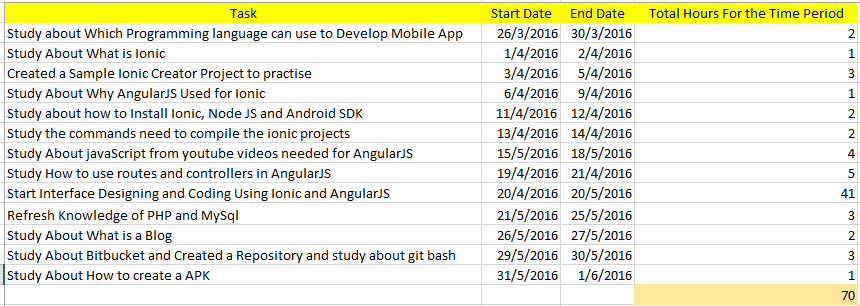 Task Start Date End Date Total Hours For the Time Period
Study about Which Programming language can use to Develop Mobile App 26/3/2016 30/3/2016 2
Study About What is Ionic 1/4/2016 2/4/2016 1
Created a Sample Ionic Creator Project to practise 3/4/2016 5/4/2016 3
Study About Why AngularJS Used for Ionic 6/4/2016 9/4/2016 1
Study about how to Install Ionic, Node JS and Android SDK 11/4/2016 12/4/2016 2
Study the commands need to compile the ionic projects 13/4/2016 14/4/2016 2
Study About javaScript from youtube videos needed for AngularJS 15/5/2016 18/5/2016 4
Study How to use routes and controllers in AngularJS 19/4/2016 21/4/2016 5
Start Interface Designing and Coding Using Ionic and AngularJS 20/4/2016 20/5/2016 41
Refresh Knowledge of PHP and MySql 21/5/2016 25/5/2016 3
Study About What is a Blog 26/5/2016 27/5/2016 2
Study About Bitbucket and Created a Repository and study about git bash 29/5/2016 30/5/2016 3
Study About How to create a APK 31/5/2016 1/6/2016 1
70